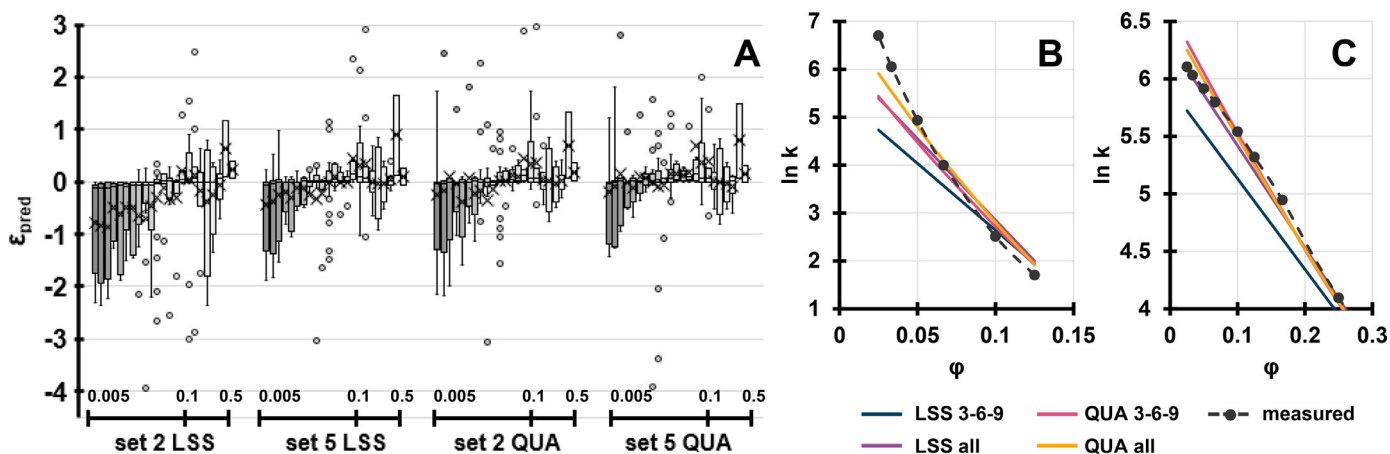 A
ε_pred
3
2
1
0
-1
-2
-3
-4
0.005 0.1 0.5 0.005 0.1 0.5 0.005 0.1 0.5 0.005 0.1 0.5
set 2 LSS set 5 LSS set 2 QUA set 5 QUA
B
ln k
7
6
5
4
3
2
1
0 0.05 0.1 0.15
φ
C
ln k
6.5
6
5.5
5
4.5
4
0 0.1 0.2 0.3
φ
LSS 3-6-9 QUA 3-6-9 measured
LSS all QUA all